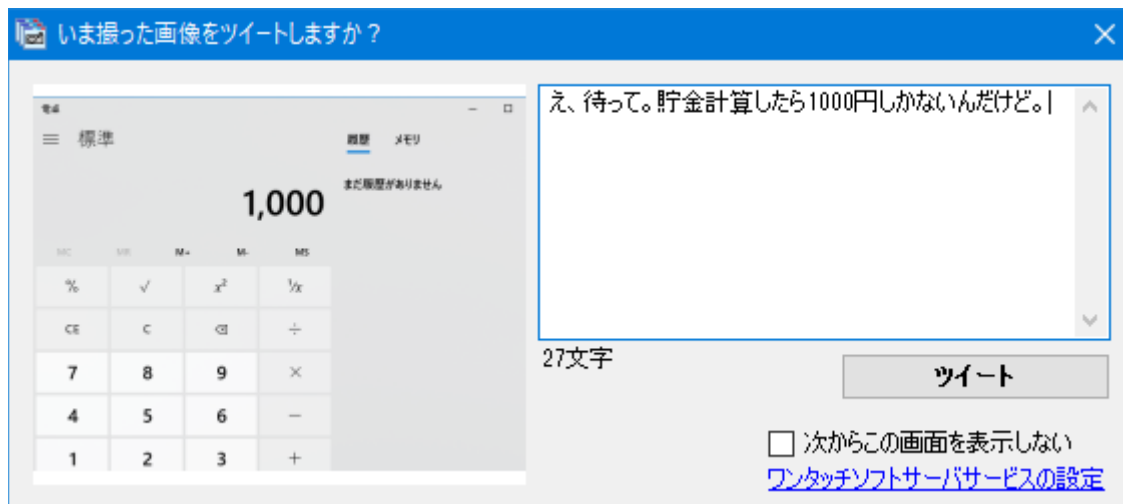 いま撮った画像をツイートしますか？
電卓
標準
履歴 メモリ
まだ履歴がありません
1,000
MC MR M+ M- MS
% √ x² ¹/x
CE C ⌫ ÷
7 8 9 ×
4 5 6 −
1 2 3 +
え、待って。貯金計算したら1000円しかないんだけど。
27文字
ツイート
次からこの画面を表示しない
ワンタッチソフトサーバサービスの設定